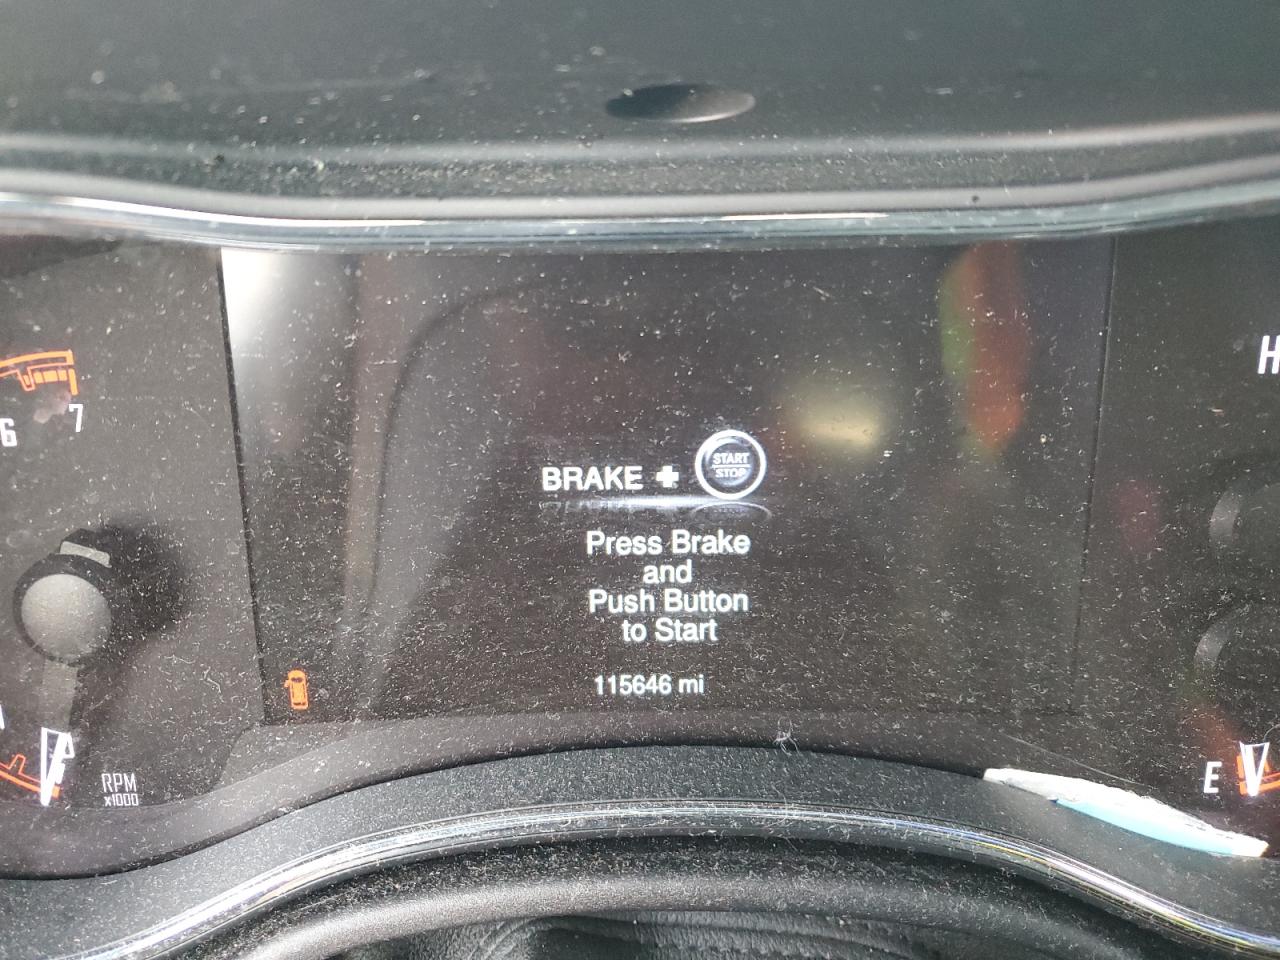 H
6 7
BRAKE + START
STOP
Press Brake
and
Push Button
to Start
115646 mi
RPM
x1000
E